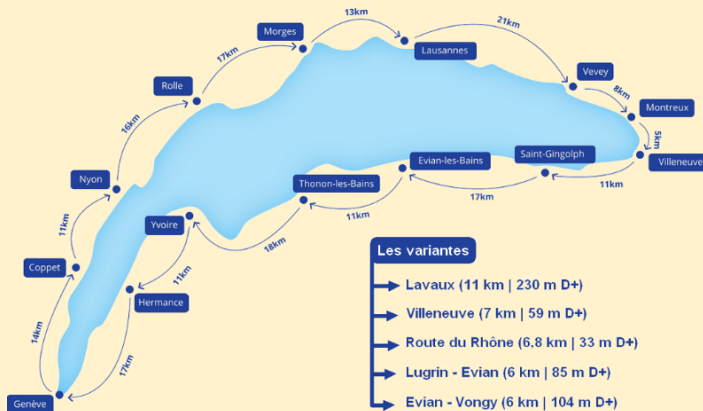 Morges
13km
Lausannes
21km
Vevey
8km
Montreux
5km
Villeneuve
17km
Rolle
16km
Nyon
11km
Coppet
14km
Genève
Saint-Gingolph
11km
Evian-les-Bains
17km
Thonon-les-Bains
11km
Yvoire
18km
11km
Hermance
17km
Les variantes
Lavaux (11 km | 230 m D+)
Villeneuve (7 km | 59 m D+)
Route du Rhône (6,8 km | 33 m D+)
Lugrin - Evian (6 km | 85 m D+)
Evian - Vongy (6 km | 104 m D+)